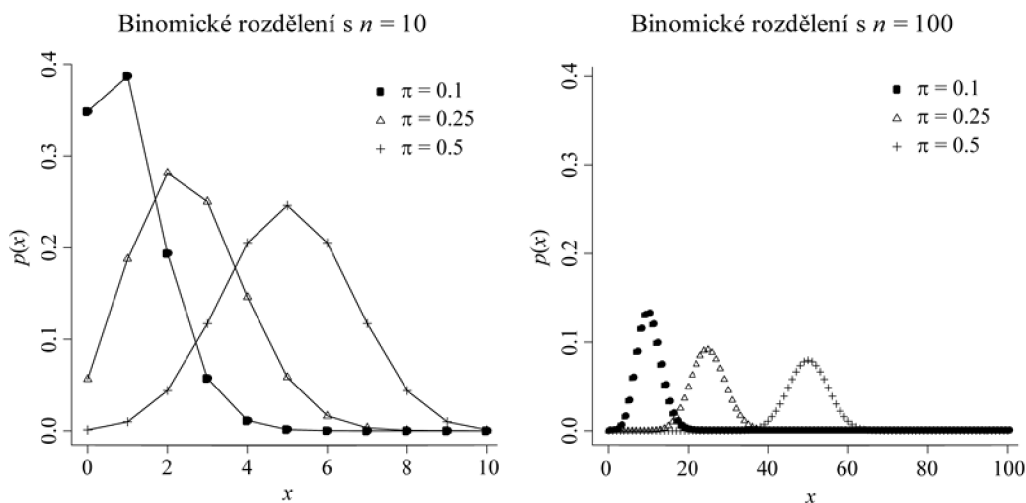 Binomické rozdělení s n = 10
0.4
0.3
0.2
0.1
0.0
p(x)
π = 0.1
π = 0.25
π = 0.5
0 2 4 6 8 10
x
Binomické rozdělení s n = 100
0.4
0.3
0.2
0.1
0.0
p(x)
π = 0.1
π = 0.25
π = 0.5
0 20 40 60 80 100
x